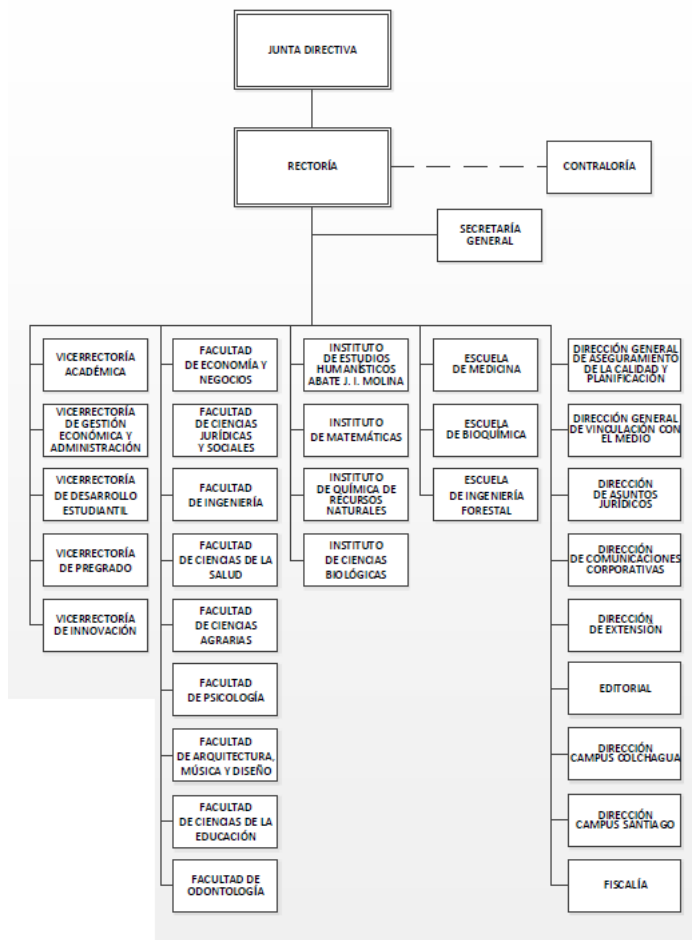 JUNTA DIRECTIVA
RECTORÍA
CONTRALORÍA
SECRETARÍA
GENERAL
VICERRECTORÍA
ACADÉMICA
VICERRECTORÍA
DE GESTIÓN
ECONÓMICA Y
ADMINISTRACIÓN
VICERRECTORÍA
DE DESARROLLO
ESTUDIANTIL
VICERRECTORÍA
DE PREGRADO
VICERRECTORÍA
DE INNOVACIÓN
FACULTAD
DE ECONOMÍA Y
NEGOCIOS
FACULTAD
DE CIENCIAS
JURÍDICAS
Y SOCIALES
FACULTAD
DE INGENIERÍA
FACULTAD
DE CIENCIAS DE LA
SALUD
FACULTAD
DE CIENCIAS
AGRARIAS
FACULTAD
DE PSICOLOGÍA
FACULTAD
DE ARQUITECTURA,
MÚSICA Y DISEÑO
FACULTAD
DE CIENCIAS DE LA
EDUCACIÓN
FACULTAD DE
ODONTOLOGÍA
INSTITUTO
DE ESTUDIOS
HUMANÍSTICOS
ABATE J. I. MOLINA
INSTITUTO
DE MATEMÁTICAS
INSTITUTO
DE QUÍMICA DE
RECURSOS
NATURALES
INSTITUTO
DE CIENCIAS
BIOLÓGICAS
ESCUELA
DE MEDICINA
ESCUELA
DE BIOQUÍMICA
ESCUELA
DE INGENIERÍA
FORESTAL
DIRECCIÓN GENERAL
DE ASEGURAMIENTO
DE LA CALIDAD Y
PLANIFICACIÓN
DIRECCIÓN GENERAL
DE VINCULACIÓN CON
EL MEDIO
DIRECCIÓN
DE ASUNTOS
JURÍDICOS
DIRECCIÓN
DE COMUNICACIONES
CORPORATIVAS
DIRECCIÓN
DE EXTENSIÓN
EDITORIAL
DIRECCIÓN
CAMPUS COLCHAGUA
DIRECCIÓN
CAMPUS SANTIAGO
FISCALÍA